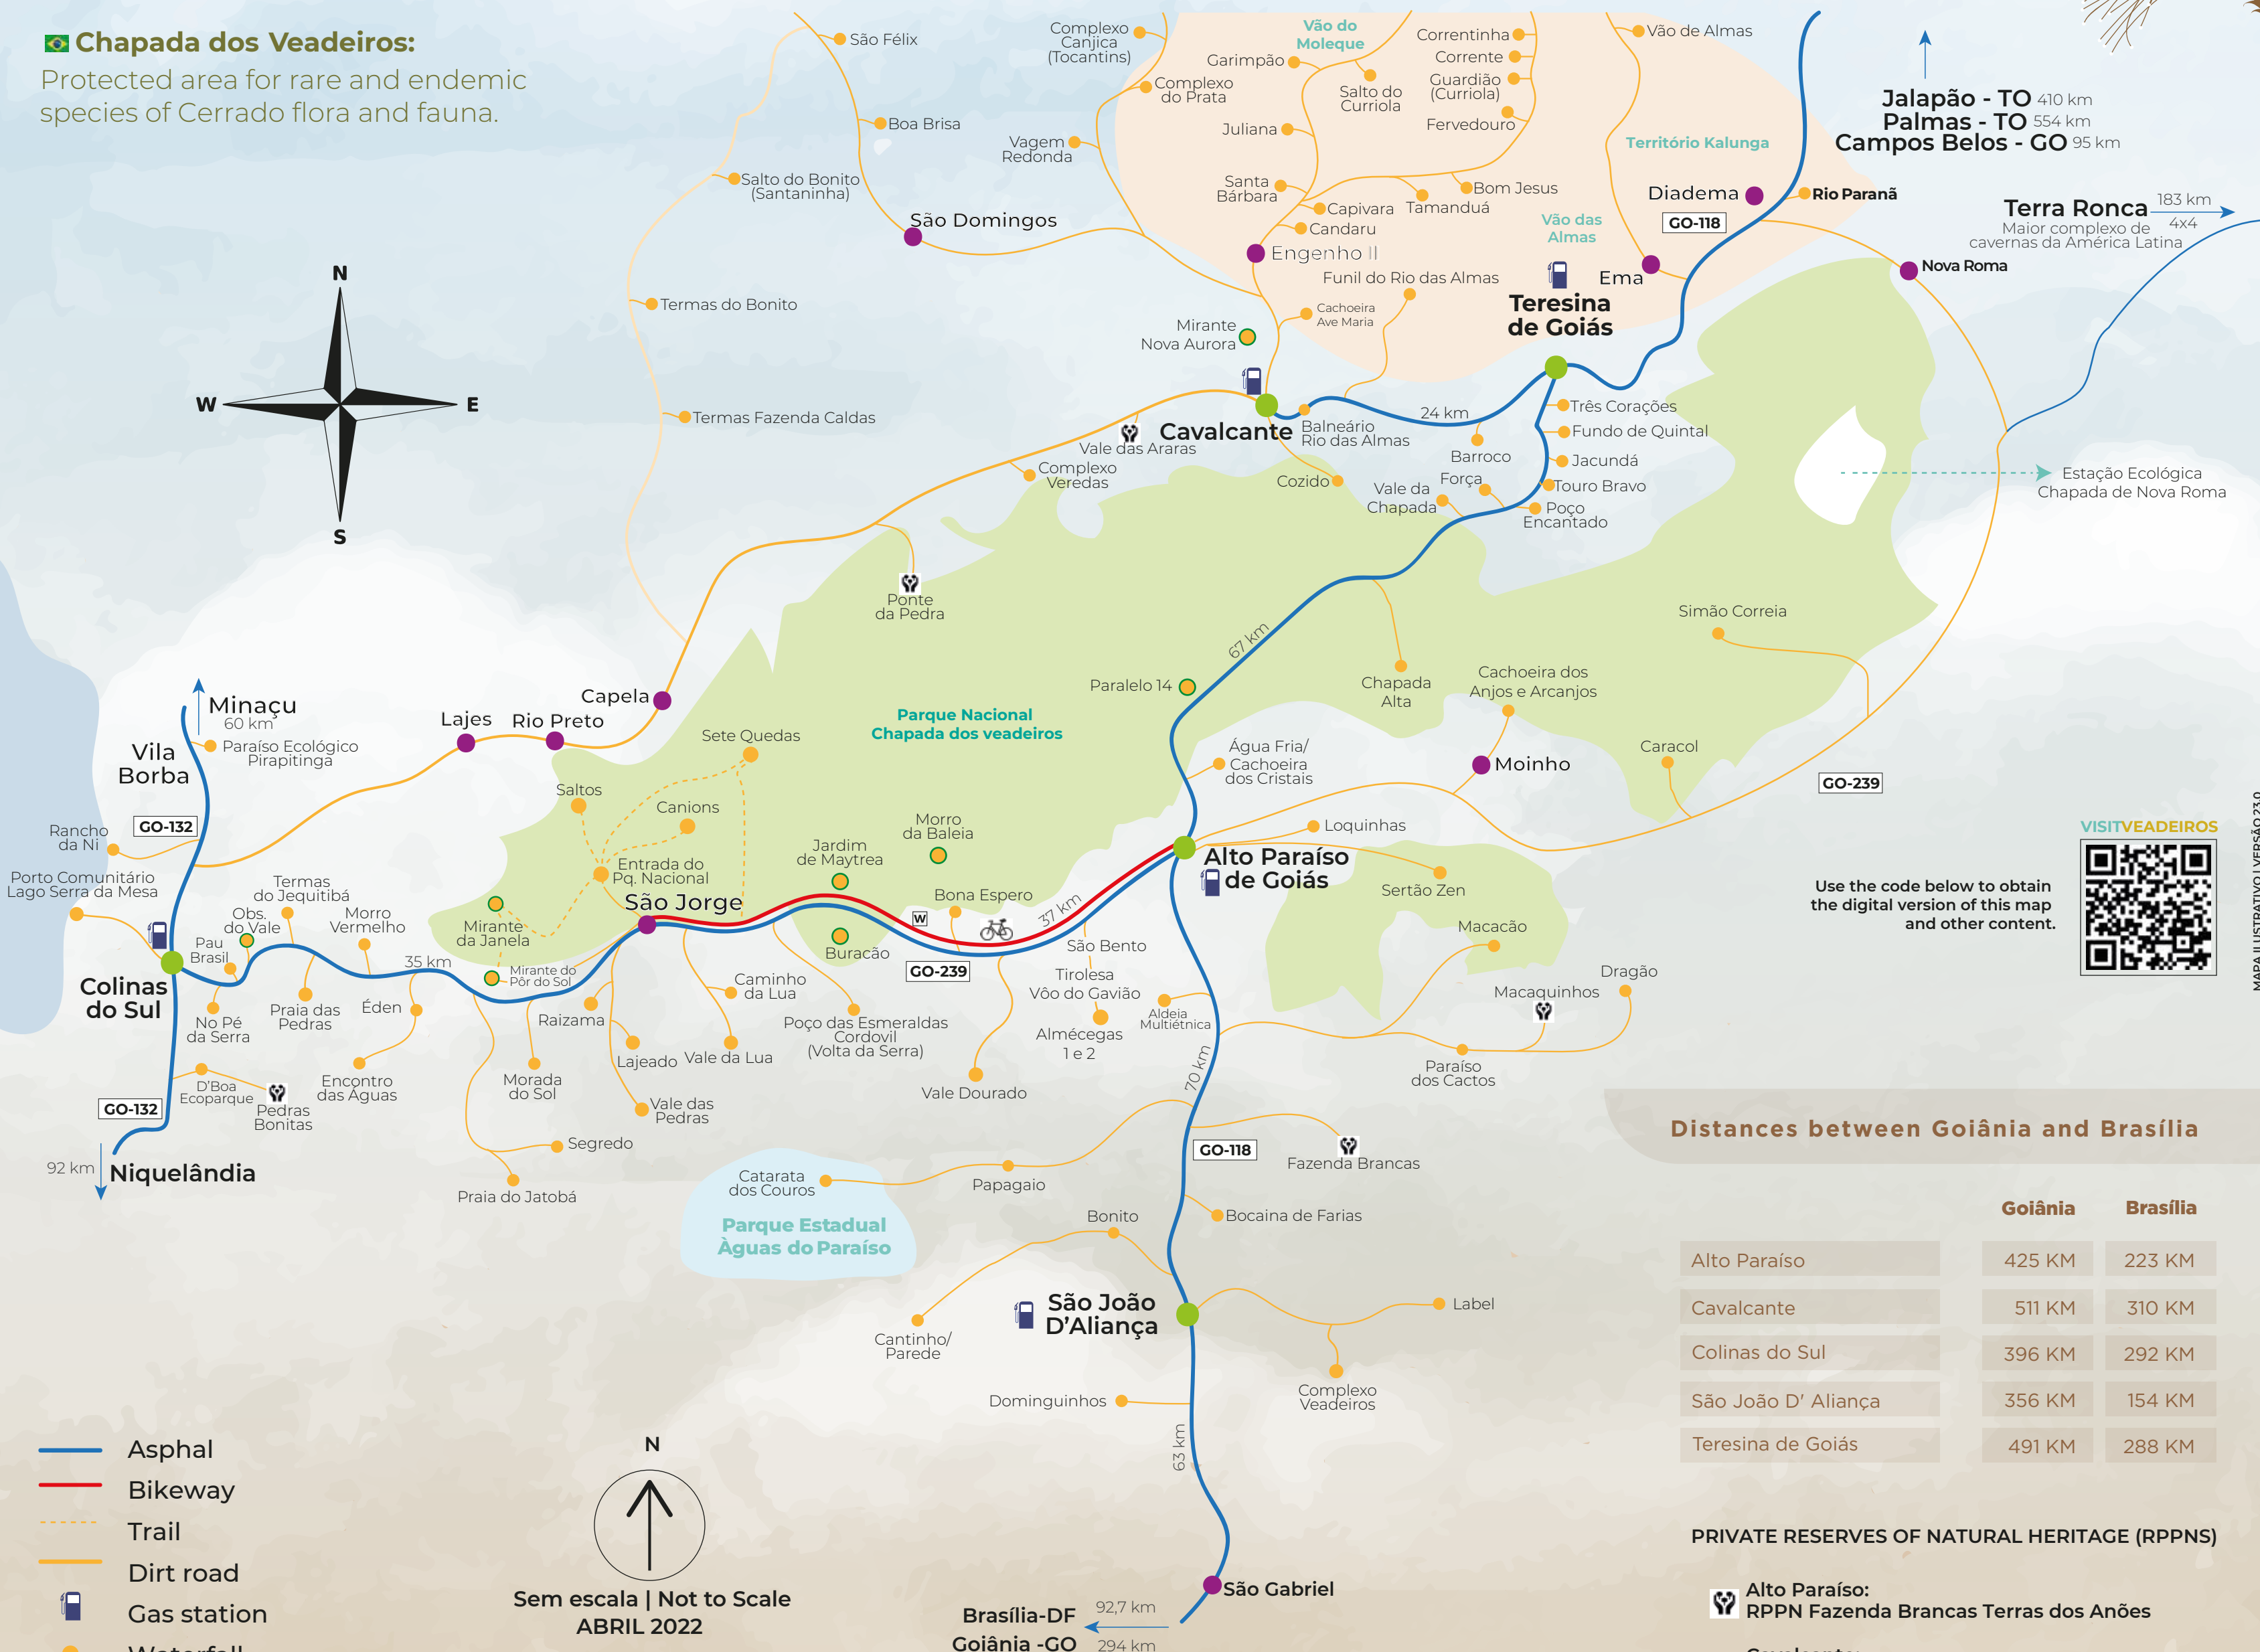 Chapada dos Veadeiros:
Protected area for rare and endemic
species of Cerrado flora and fauna.
N
W
E
S
São Félix
Boa Brisa
Salto do Bonito
(Santaninha)
São Domingos
Termas do Bonito
Termas Fazenda Caldas
Complexo
Canjica
(Tocantins)
Complexo
do Prata
Vagem
Redonda
Vão do
Moleque
Garimpão
Salto do
Curriola
Juliana
Santa
Bárbara
Capivara
Candaru
Engenho II
Correntinha
Corrente
Guardião
(Curriola)
Fervedouro
Bom Jesus
Tamanduá
Vão de Almas
Território Kalunga
Vão das
Almas
Diadema
GO-118
Rio Paranã
Ema
Funil do Rio das Almas
Cachoeira
Ave Maria
Mirante
Nova Aurora
Teresina
de Goiás
Jalapão - TO 410 km
Palmas - TO 554 km
Campos Belos - GO 95 km
Terra Ronca
183 km
4x4
Maior complexo de
cavernas da América Latina
Nova Roma
Cavalcante
24 km
Balneário
Rio das Almas
Vale das Araras
Complexo
Veredas
Cozido
Barroco
Força
Vale da
Chapada
Três Corações
Fundo de Quintal
Jacundá
Touro Bravo
Poço
Encantado
Estação Ecológica
Chapada de Nova Roma
Ponte
da Pedra
67 km
Simão Correia
Paralelo 14
Chapada
Alta
Cachoeira dos
Anjos e Arcanjos
Moinho
Caracol
GO-239
Água Fria/
Cachoeira
dos Cristais
Parque Nacional
Chapada dos veadeiros
Minaçu
60 km
Vila
Borba
Paraíso Ecológico
Pirapitinga
Lajes
Rio Preto
Capela
GO-132
Rancho
da Ni
Porto Comunitário
Lago Serra da Mesa
Sete Quedas
Saltos
Canions
Entrada do
Pq. Nacional
São Jorge
Jardim
de Maytrea
Morro
da Baleia
Bona Espero
W
37 km
Buracão
GO-239
Loquinhas
Alto Paraíso
de Goiás
Sertão Zen
Macacão
Dragão
Macaquinhos
Paraíso
dos Cactos
Termas
do Jequitibá
Obs.
do Vale
Morro
Vermelho
Pau
Brasil
Colinas
do Sul
35 km
Mirante
da Janela
Mirante do
Pôr do Sol
No Pé
da Serra
Praia das
Pedras
Éden
Encontro
das Águas
D'Boa
Ecoparque
Pedras
Bonitas
GO-132
92 km
Niquelândia
Raizama
Lajeado
Morada
do Sol
Vale das
Pedras
Segredo
Praia do Jatobá
Caminho
da Lua
Vale da Lua
Poço das Esmeraldas
Cordovil
(Volta da Serra)
Vale Dourado
São Bento
Tirolesa
Vôo do Gavião
Almécegas
1 e 2
Aldeia
Multiétnica
70 km
GO-118
Fazenda Brancas
Catarata
dos Couros
Papagaio
Parque Estadual
Àguas do Paraíso
Bonito
Bocaina de Farias
Cantinho/
Parede
São João
D'Aliança
Label
Complexo
Veadeiros
Dominguinhos
63 km
São Gabriel
Brasília-DF
92,7 km
Goiânia -GO
294 km
VISITVEADEIROS
Use the code below to obtain
the digital version of this map
and other content.
MAPA ILUSTRATIVO | VERSÃO 23.0
Distances between Goiânia and Brasília
Goiânia Brasília
Alto Paraíso 425 KM 223 KM
Cavalcante 511 KM 310 KM
Colinas do Sul 396 KM 292 KM
São João D' Aliança 356 KM 154 KM
Teresina de Goiás 491 KM 288 KM
PRIVATE RESERVES OF NATURAL HERITAGE (RPPNS)
Alto Paraíso:
RPPN Fazenda Brancas Terras dos Anões
Asphal
Bikeway
Trail
Dirt road
Gas station
N
Sem escala | Not to Scale
ABRIL 2022